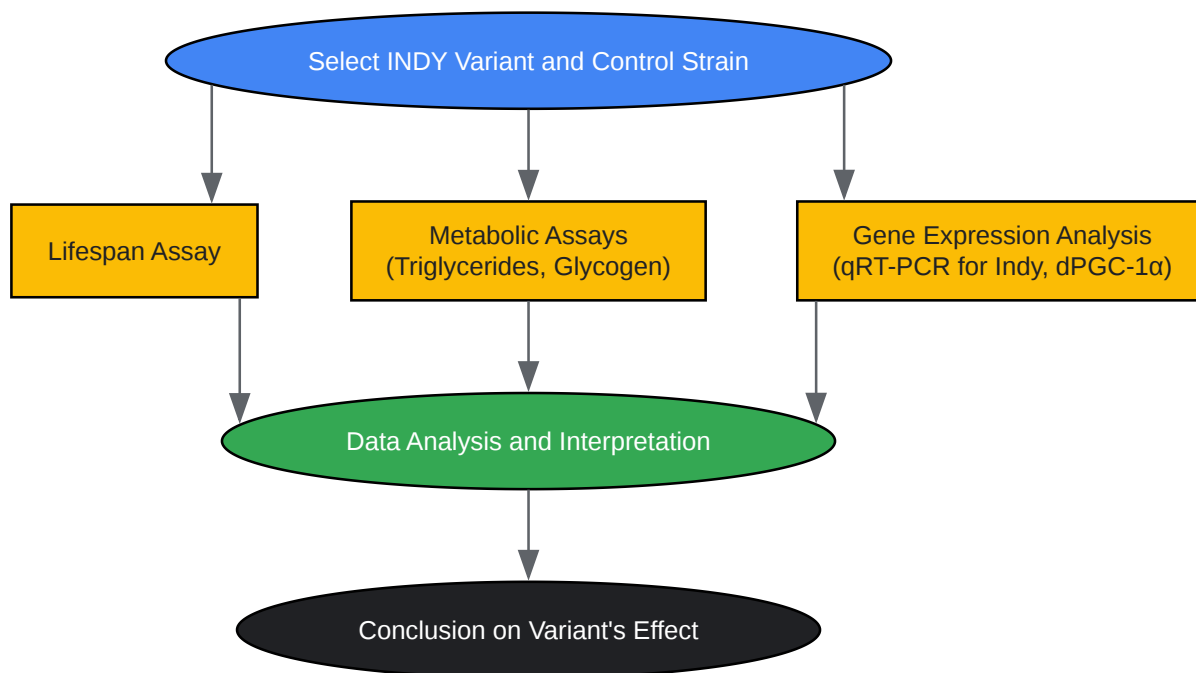 Select INDY Variant and Control Strain
Lifespan Assay
Metabolic Assays
(Triglycerides, Glycogen)
Gene Expression Analysis
(qRT-PCR for Indy, dPGC-1α)
Data Analysis and Interpretation
Conclusion on Variant's Effect